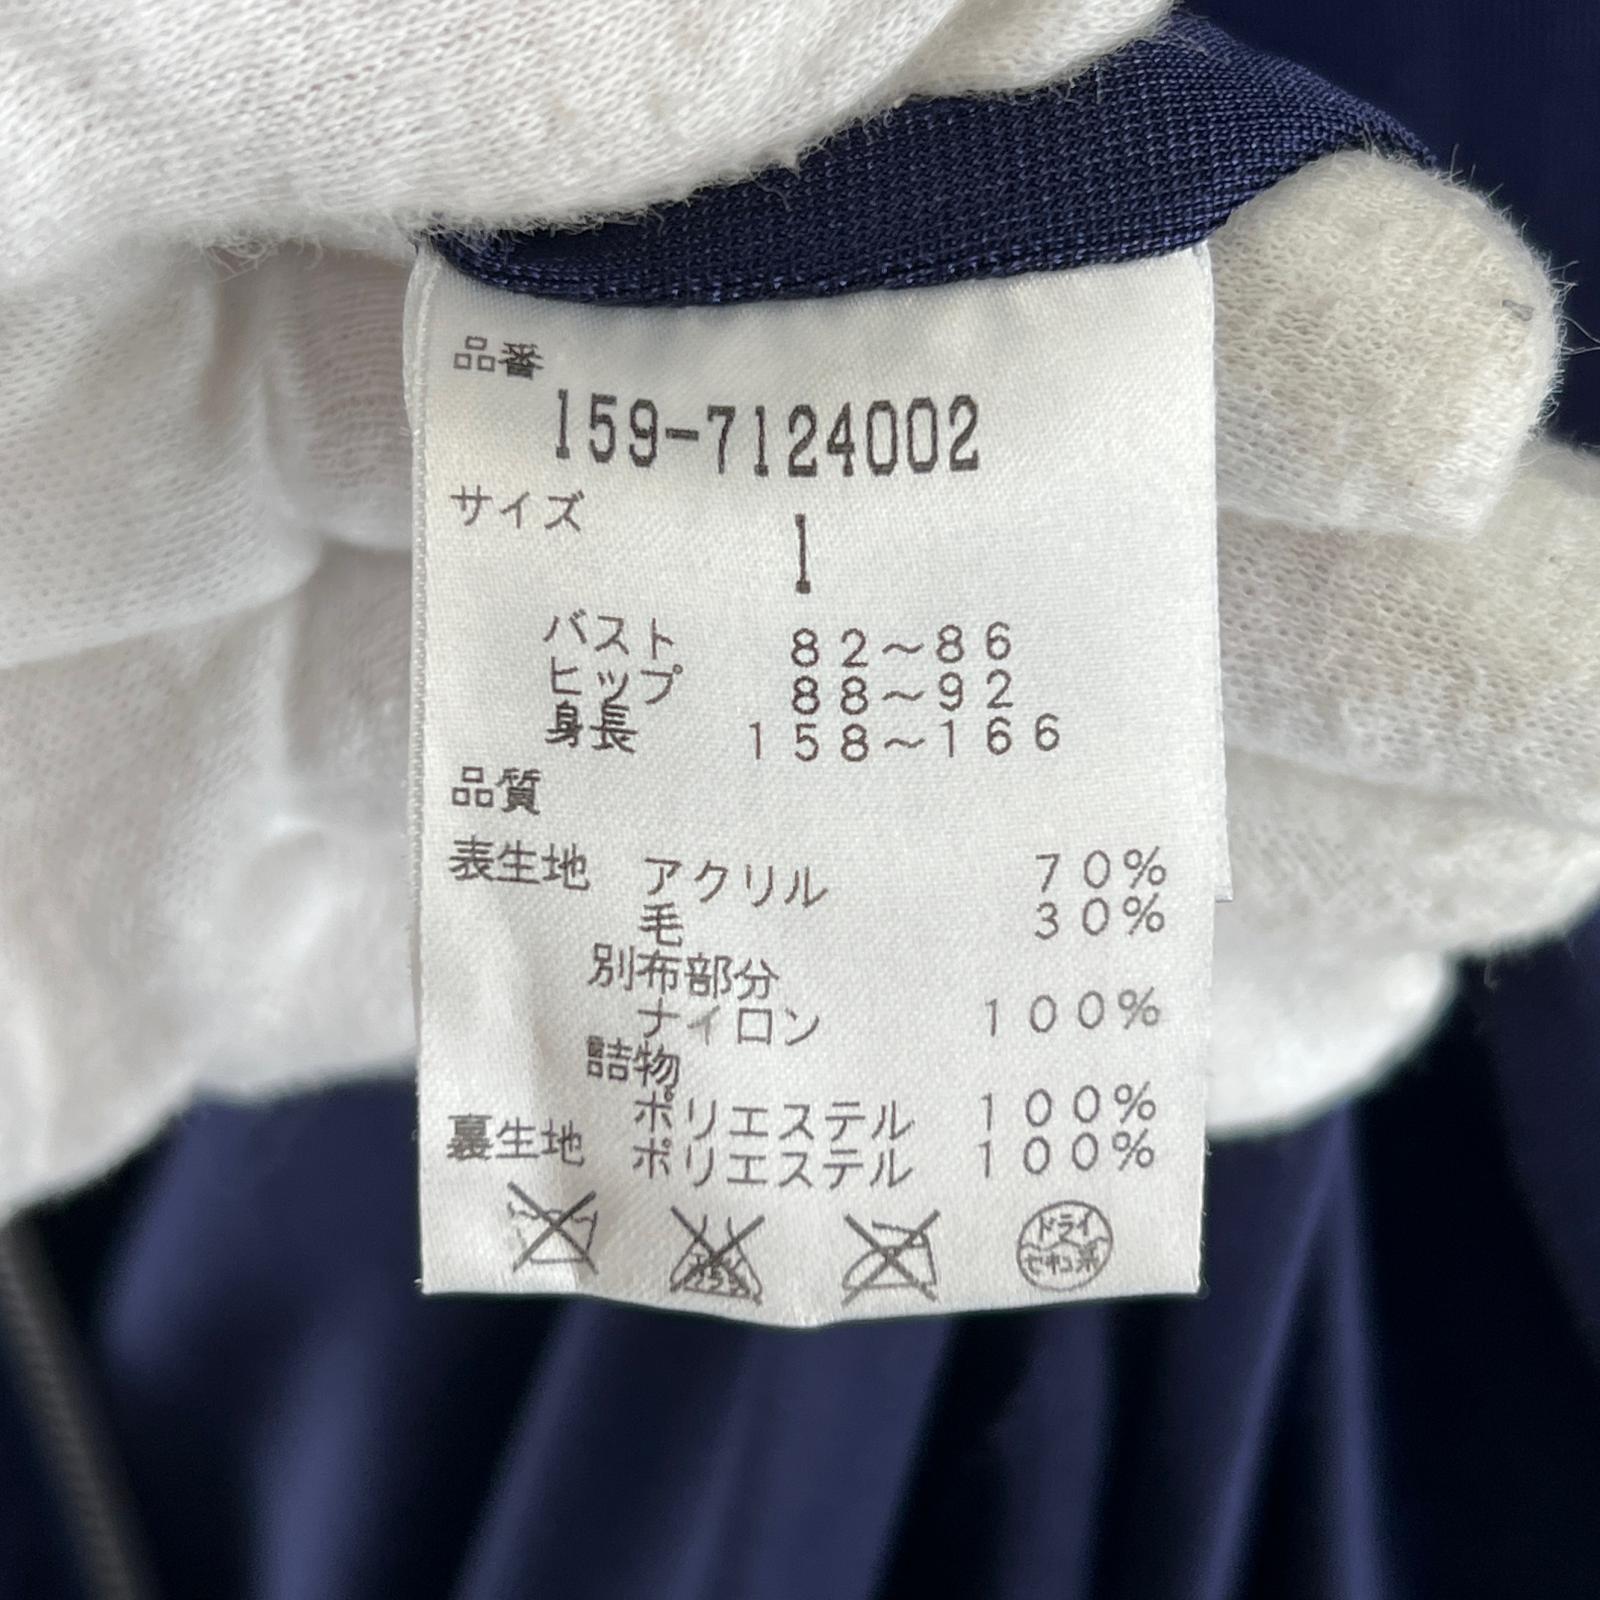 品番
159-7124002
サイズ
1
バスト 82～86
ヒップ 88～92
身長 158～166
品質
表生地 アクリル 70%
毛 30%
別布部分
ナイロン 100%
詰物
ポリエステル 100%
裏生地 ポリエステル 100%
ドライ
セキユ系